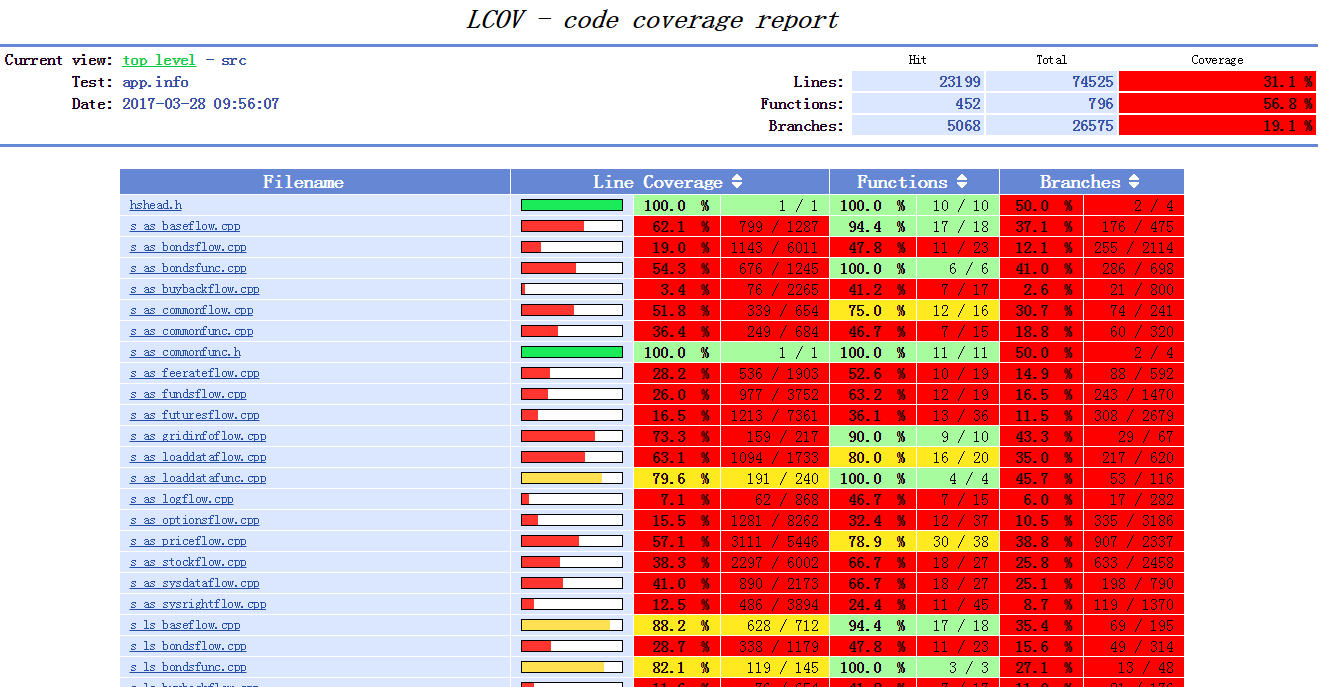 LCOV - code coverage report
Current view: top level - src
Hit Total Coverage
Test: app.info
Lines: 23199 74525 31.1 %
Date: 2017-03-28 09:56:07
Functions: 452 796 56.8 %
Branches: 5068 26575 19.1 %
Filename Line Coverage Functions Branches
hshead.h 100.0 % 1 / 1 100.0 % 10 / 10 50.0 % 2 / 4
s_as_baseflow.cpp 62.1 % 799 / 1287 94.4 % 17 / 18 37.1 % 176 / 475
s_as_bondsflow.cpp 19.0 % 1143 / 6011 47.8 % 11 / 23 12.1 % 255 / 2114
s_as_bondsfunc.cpp 54.3 % 676 / 1245 100.0 % 6 / 6 41.0 % 286 / 698
s_as_buybackflow.cpp 3.4 % 76 / 2265 41.2 % 7 / 17 2.6 % 21 / 800
s_as_commonflow.cpp 51.8 % 339 / 654 75.0 % 12 / 16 30.7 % 74 / 241
s_as_commonfunc.cpp 36.4 % 249 / 684 46.7 % 7 / 15 18.8 % 60 / 320
s_as_commonfunc.h 100.0 % 1 / 1 100.0 % 11 / 11 50.0 % 2 / 4
s_as_feerateflow.cpp 28.2 % 536 / 1903 52.6 % 10 / 19 14.9 % 88 / 592
s_as_fundsflow.cpp 26.0 % 977 / 3752 63.2 % 12 / 19 16.5 % 243 / 1470
s_as_futuresflow.cpp 16.5 % 1213 / 7361 36.1 % 13 / 36 11.5 % 308 / 2679
s_as_gridinfoflow.cpp 73.3 % 159 / 217 90.0 % 9 / 10 43.3 % 29 / 67
s_as_loaddataflow.cpp 63.1 % 1094 / 1733 80.0 % 16 / 20 35.0 % 217 / 620
s_as_loaddatafunc.cpp 79.6 % 191 / 240 100.0 % 4 / 4 45.7 % 53 / 116
s_as_logflow.cpp 7.1 % 62 / 868 46.7 % 7 / 15 6.0 % 17 / 282
s_as_optionsflow.cpp 15.5 % 1281 / 8262 32.4 % 12 / 37 10.5 % 335 / 3186
s_as_priceflow.cpp 57.1 % 3111 / 5446 78.9 % 30 / 38 38.8 % 907 / 2337
s_as_stockflow.cpp 38.3 % 2297 / 6002 66.7 % 18 / 27 25.8 % 633 / 2458
s_as_sysdataflow.cpp 41.0 % 890 / 2173 66.7 % 18 / 27 25.1 % 198 / 790
s_as_sysrightflow.cpp 12.5 % 486 / 3894 24.4 % 11 / 45 8.7 % 119 / 1370
s_ls_baseflow.cpp 88.2 % 628 / 712 94.4 % 17 / 18 35.4 % 69 / 195
s_ls_bondsflow.cpp 28.7 % 338 / 1179 47.8 % 11 / 23 15.6 % 49 / 314
s_ls_bondsfunc.cpp 82.1 % 119 / 145 100.0 % 3 / 3 27.1 % 13 / 48